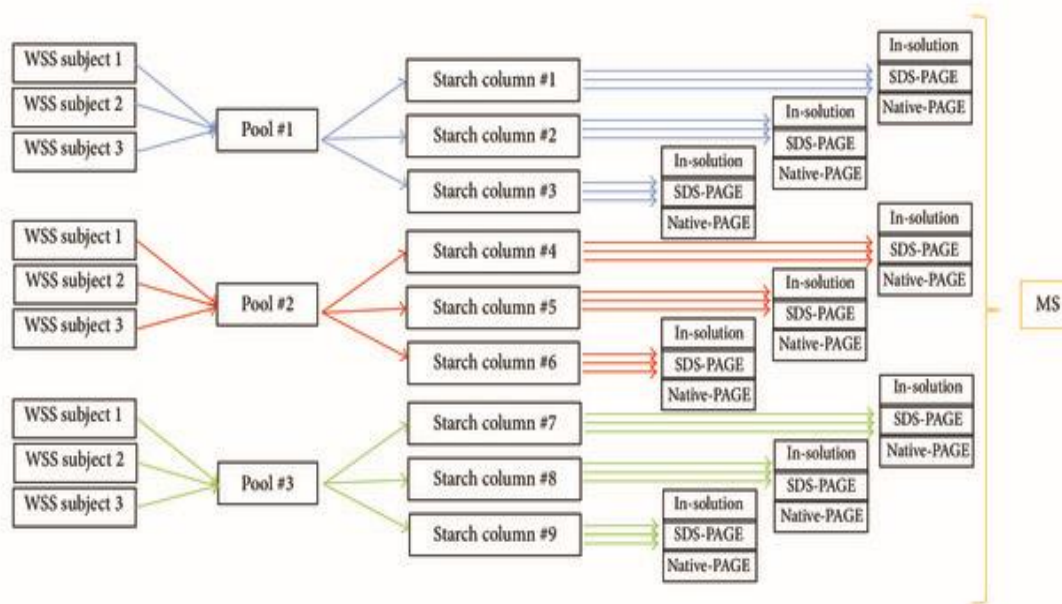 WSS subject 1
WSS subject 2
WSS subject 3
Pool #1
Starch column #1
In-solution
SDS-PAGE
Native-PAGE
Starch column #2
In-solution
SDS-PAGE
Native-PAGE
Starch column #3
In-solution
SDS-PAGE
Native-PAGE
WSS subject 1
WSS subject 2
WSS subject 3
Pool #2
Starch column #4
In-solution
SDS-PAGE
Native-PAGE
Starch column #5
In-solution
SDS-PAGE
Native-PAGE
Starch column #6
In-solution
SDS-PAGE
Native-PAGE
WSS subject 1
WSS subject 2
WSS subject 3
Pool #3
Starch column #7
In-solution
SDS-PAGE
Native-PAGE
Starch column #8
In-solution
SDS-PAGE
Native-PAGE
Starch column #9
In-solution
SDS-PAGE
Native-PAGE
MS